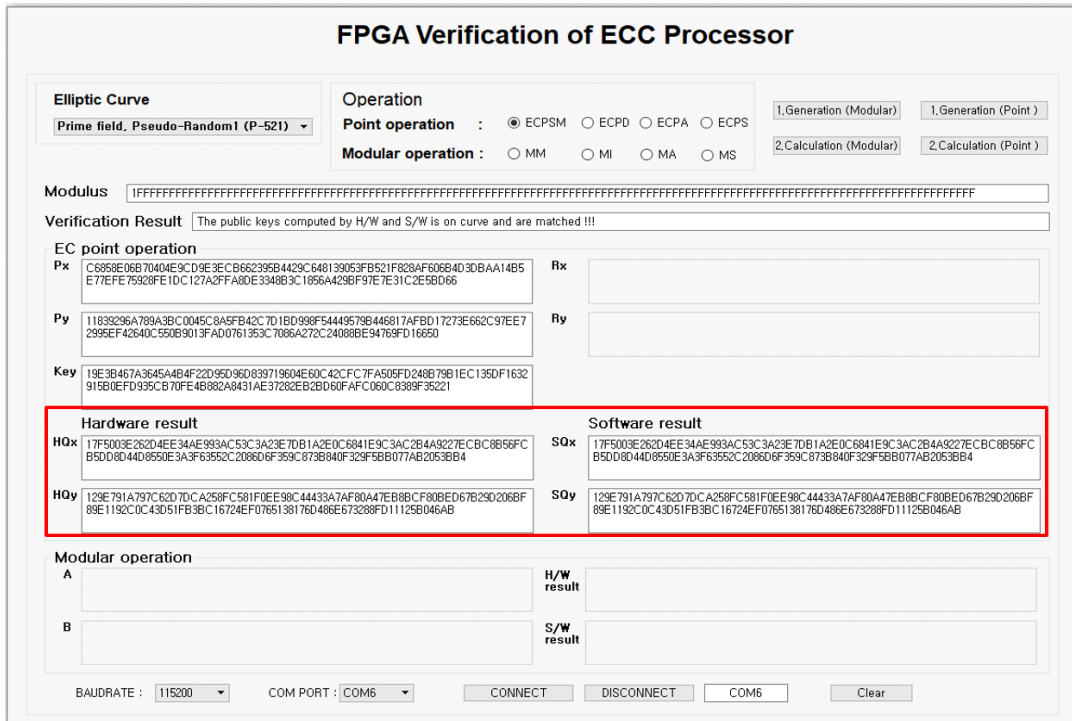 FPGA Verification of ECC Processor
Elliptic Curve
Prime field, Pseudo-Random1 (P-521)
Operation
Point operation : ECPSM ECPD ECPA ECPS
Modular operation : MM MI MA MS
1,Generation (Modular) 1,Generation (Point )
2,Calculation (Modular) 2,Calculation (Point )
Modulus
Verification Result The public keys computed by H/W and S/W is on curve and are matched !!!
EC point operation
Px C6858E06B70404E9CD9E3ECB662395B4429C648139053FB521F828AF606B4D3DBAA14B5
E77EFE75928FE1DC127A2FFA8DE3348B3C1856A429BF97E7E31C2E5BD66
Rx
Py 11839296A789A3BC0045C8A5FB42C7D1BD998F54449579B446817AFBD17273E662C97EE7
2995EF42640C550B9013FAD0761353C7086A272C24088BE94769FD16650
Ry
Key 19E3B467A3645A4B4F22D95D96D839719604E60C42CFC7FA505FD248B79B1EC135DF1632
915B0EFD935CB70FE4B882A8431AE37282EB2BD60FAFC060C8389F35221
Hardware result
HQx 17F5003E262D4EE34AE993AC53C3A23E7DB1A2E0C6841E9C3AC2B4A9227ECBC8B56FC
B5DD8D44D8550E3A3F63552C2086D6F359C873B840F329F5BB077AB2053BB4
HQy 129E791A797C62D7DCA258FC581F0EE98C44433A7AF80A47EB8BCF80BED67B29D206BF
89E1192C0C43D51FB3BC16724EF0765138176D486E673288FD11125B046AB
Software result
SQx 17F5003E262D4EE34AE993AC53C3A23E7DB1A2E0C6841E9C3AC2B4A9227ECBC8B56FC
B5DD8D44D8550E3A3F63552C2086D6F359C873B840F329F5BB077AB2053BB4
SQy 129E791A797C62D7DCA258FC581F0EE98C44433A7AF80A47EB8BCF80BED67B29D206BF
89E1192C0C43D51FB3BC16724EF0765138176D486E673288FD11125B046AB
Modular operation
A
H/₩
result
B
S/₩
result
BAUDRATE : 115200 COM PORT : COM6 CONNECT DISCONNECT COM6 Clear